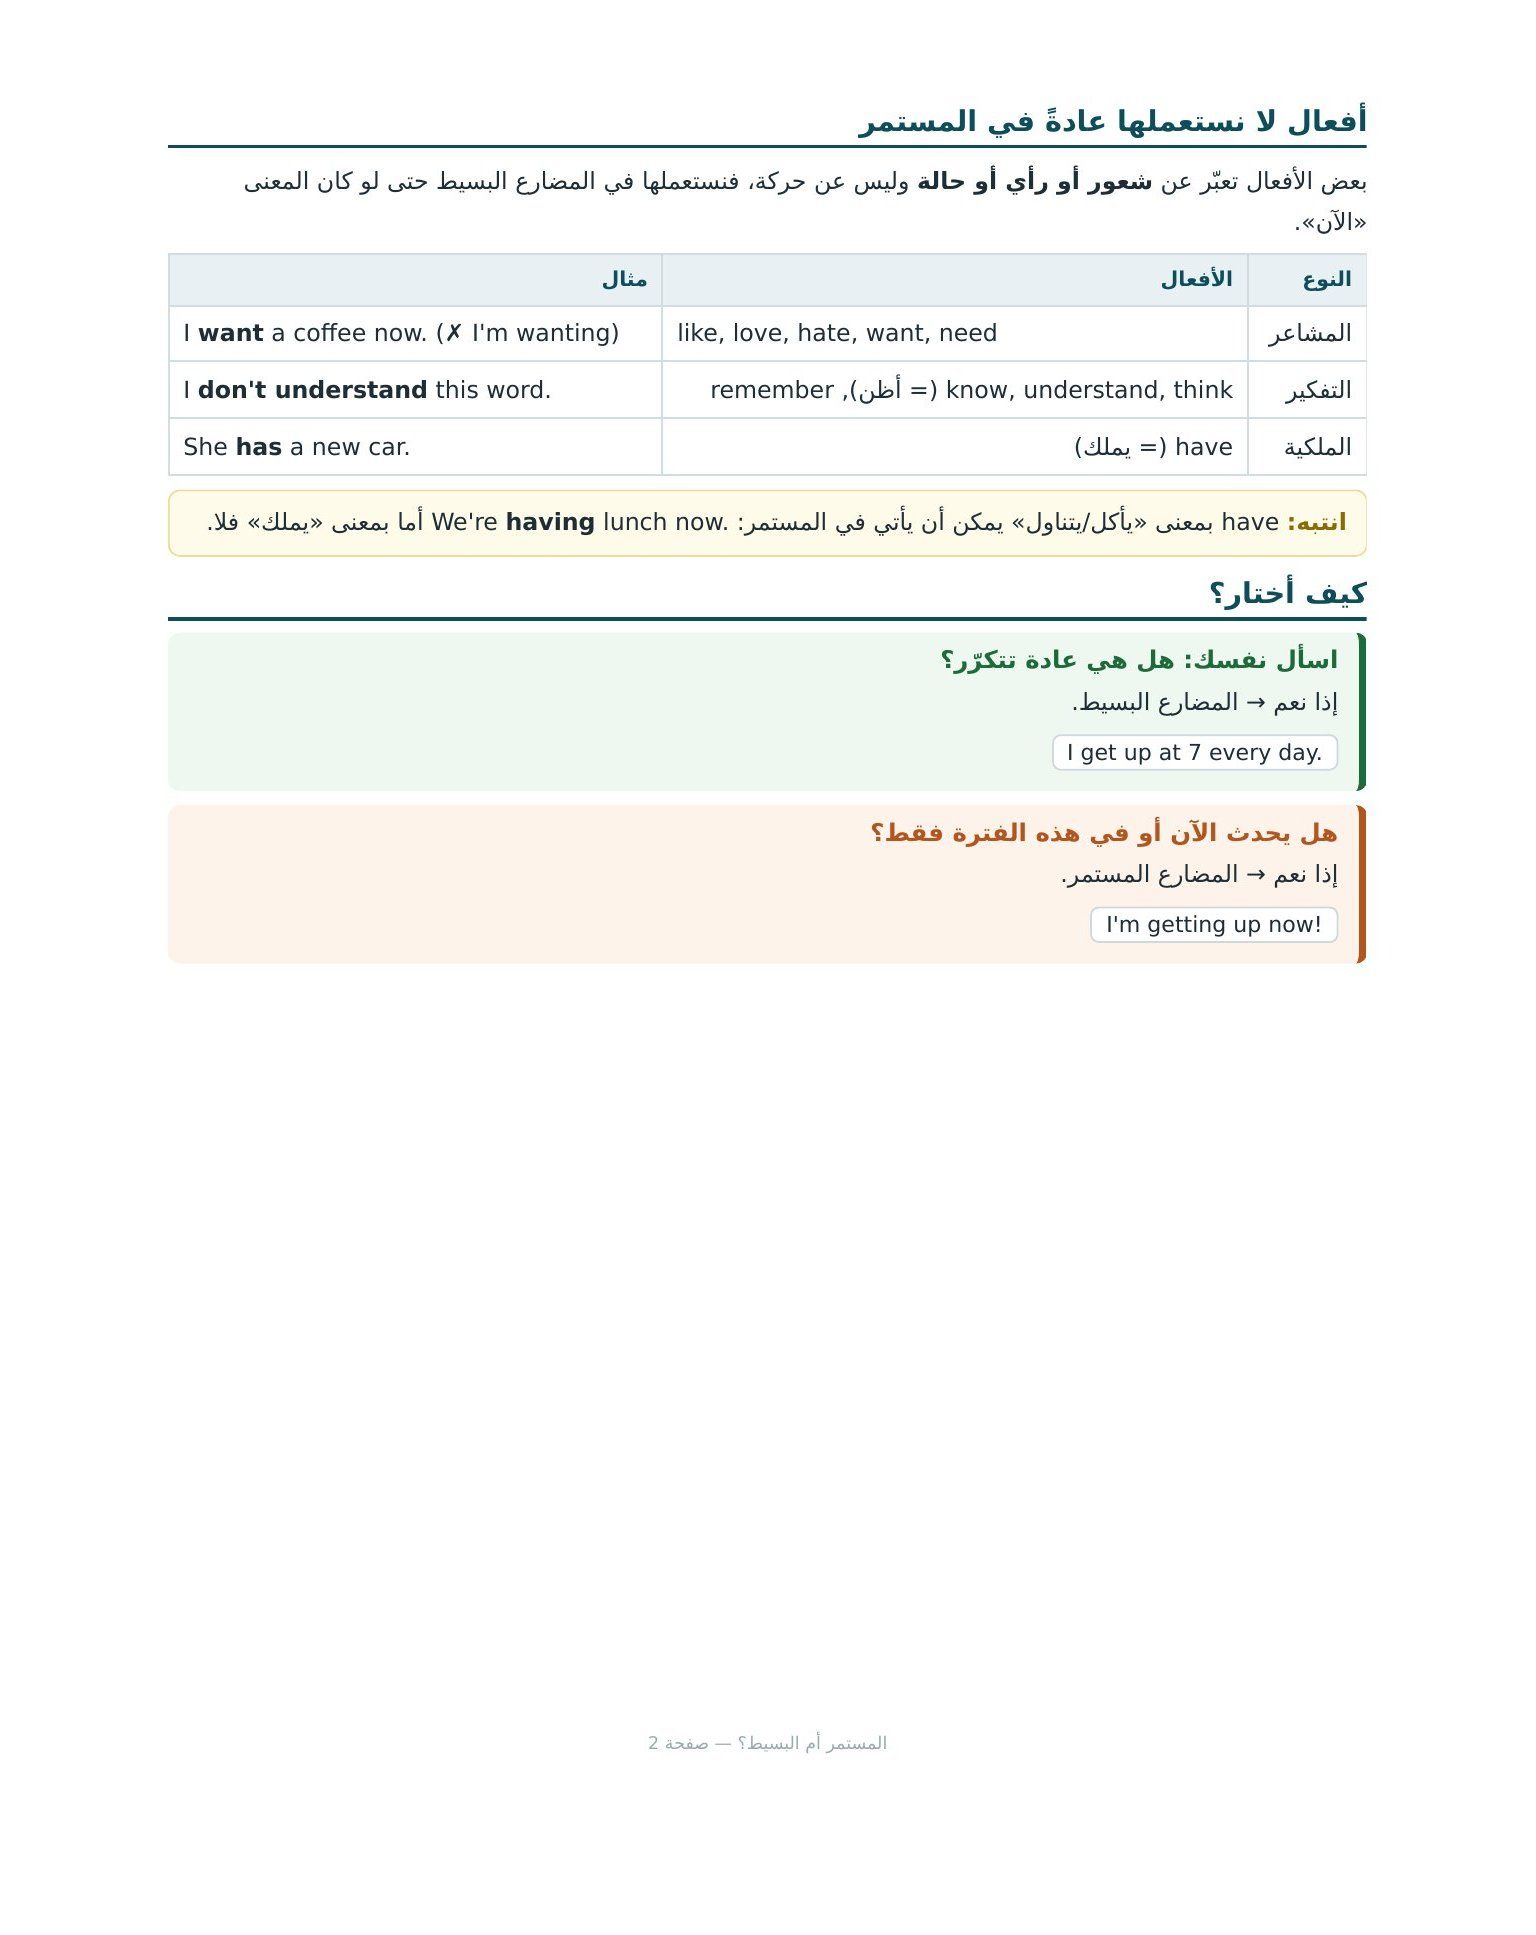 أفعال لا نستعملها عادةً في المستمر
بعض الأفعال تعبّر عن شعور أو رأي أو حالة وليس عن حركة، فنستعملها في المضارع البسيط حتى لو كان المعنى
«الآن».
النوع	الأفعال	مثال
المشاعر	like, love, hate, want, need	I want a coffee now. (✗ I'm wanting)
التفكير	know, understand, think (= أظن), remember	I don't understand this word.
الملكية	have (= يملك)	She has a new car.
انتبه: have بمعنى «يأكل/يتناول» يمكن أن يأتي في المستمر: We're having lunch now. أما بمعنى «يملك» فلا.
كيف أختار؟
اسأل نفسك: هل هي عادة تتكرّر؟
إذا نعم → المضارع البسيط.
I get up at 7 every day.
هل يحدث الآن أو في هذه الفترة فقط؟
إذا نعم → المضارع المستمر.
I'm getting up now!
المستمر أم البسيط؟ — صفحة 2